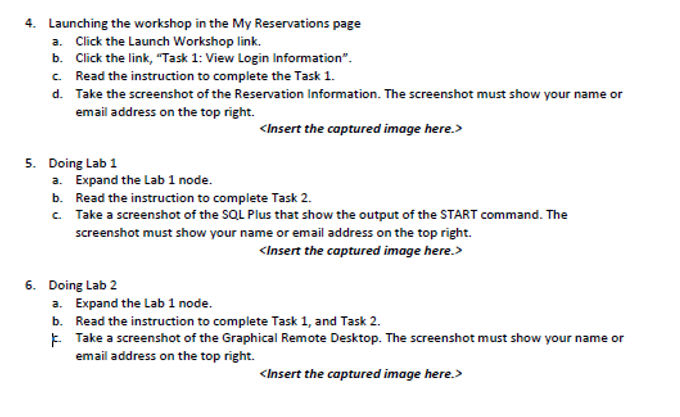 4. Launching the workshop in the My Reservations page
a. Click the Launch Workshop link.
b. Click the link, “Task 1: View Login Information”.
c. Read the instruction to complete the Task 1.
d. Take the screenshot of the Reservation Information. The screenshot must show your name or
email address on the top right.
<Insert the captured image here.>
5. Doing Lab 1
a. Expand the Lab 1 node.
b. Read the instruction to complete Task 2.
c. Take a screenshot of the SQL Plus that show the output of the START command. The
screenshot must show your name or email address on the top right.
<Insert the captured image here.>
6. Doing Lab 2
a. Expand the Lab 1 node.
b. Read the instruction to complete Task 1, and Task 2.
c. Take a screenshot of the Graphical Remote Desktop. The screenshot must show your name or
email address on the top right.
<Insert the captured image here.>